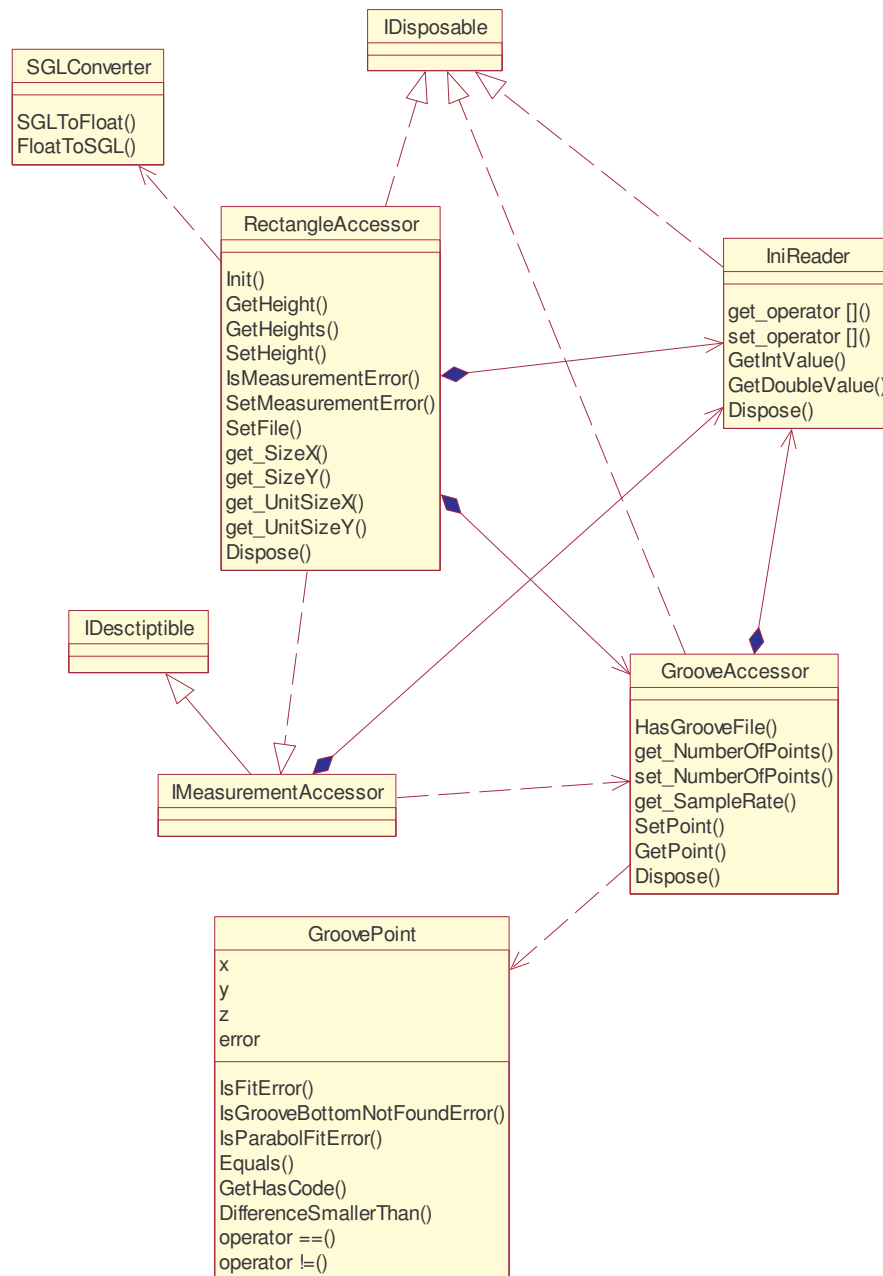 IDisposable
SGLConverter
SGLToFloat()
FloatToSGL()
RectangleAccessor
Init()
GetHeight()
GetHeights()
SetHeight()
IsMeasurementError()
SetMeasurementError()
SetFile()
get_SizeX()
get_SizeY()
get_UnitSizeX()
get_UnitSizeY()
Dispose()
IniReader
get_operator []()
set_operator []()
GetIntValue()
GetDoubleValue()
Dispose()
IDesctiptible
GrooveAccessor
HasGrooveFile()
get_NumberOfPoints()
set_NumberOfPoints()
get_SampleRate()
SetPoint()
GetPoint()
Dispose()
IMeasurementAccessor
GroovePoint
x
y
z
error
IsFitError()
IsGrooveBottomNotFoundError()
IsParabolFitError()
Equals()
GetHasCode()
DifferenceSmallerThan()
operator ==()
operator !=()